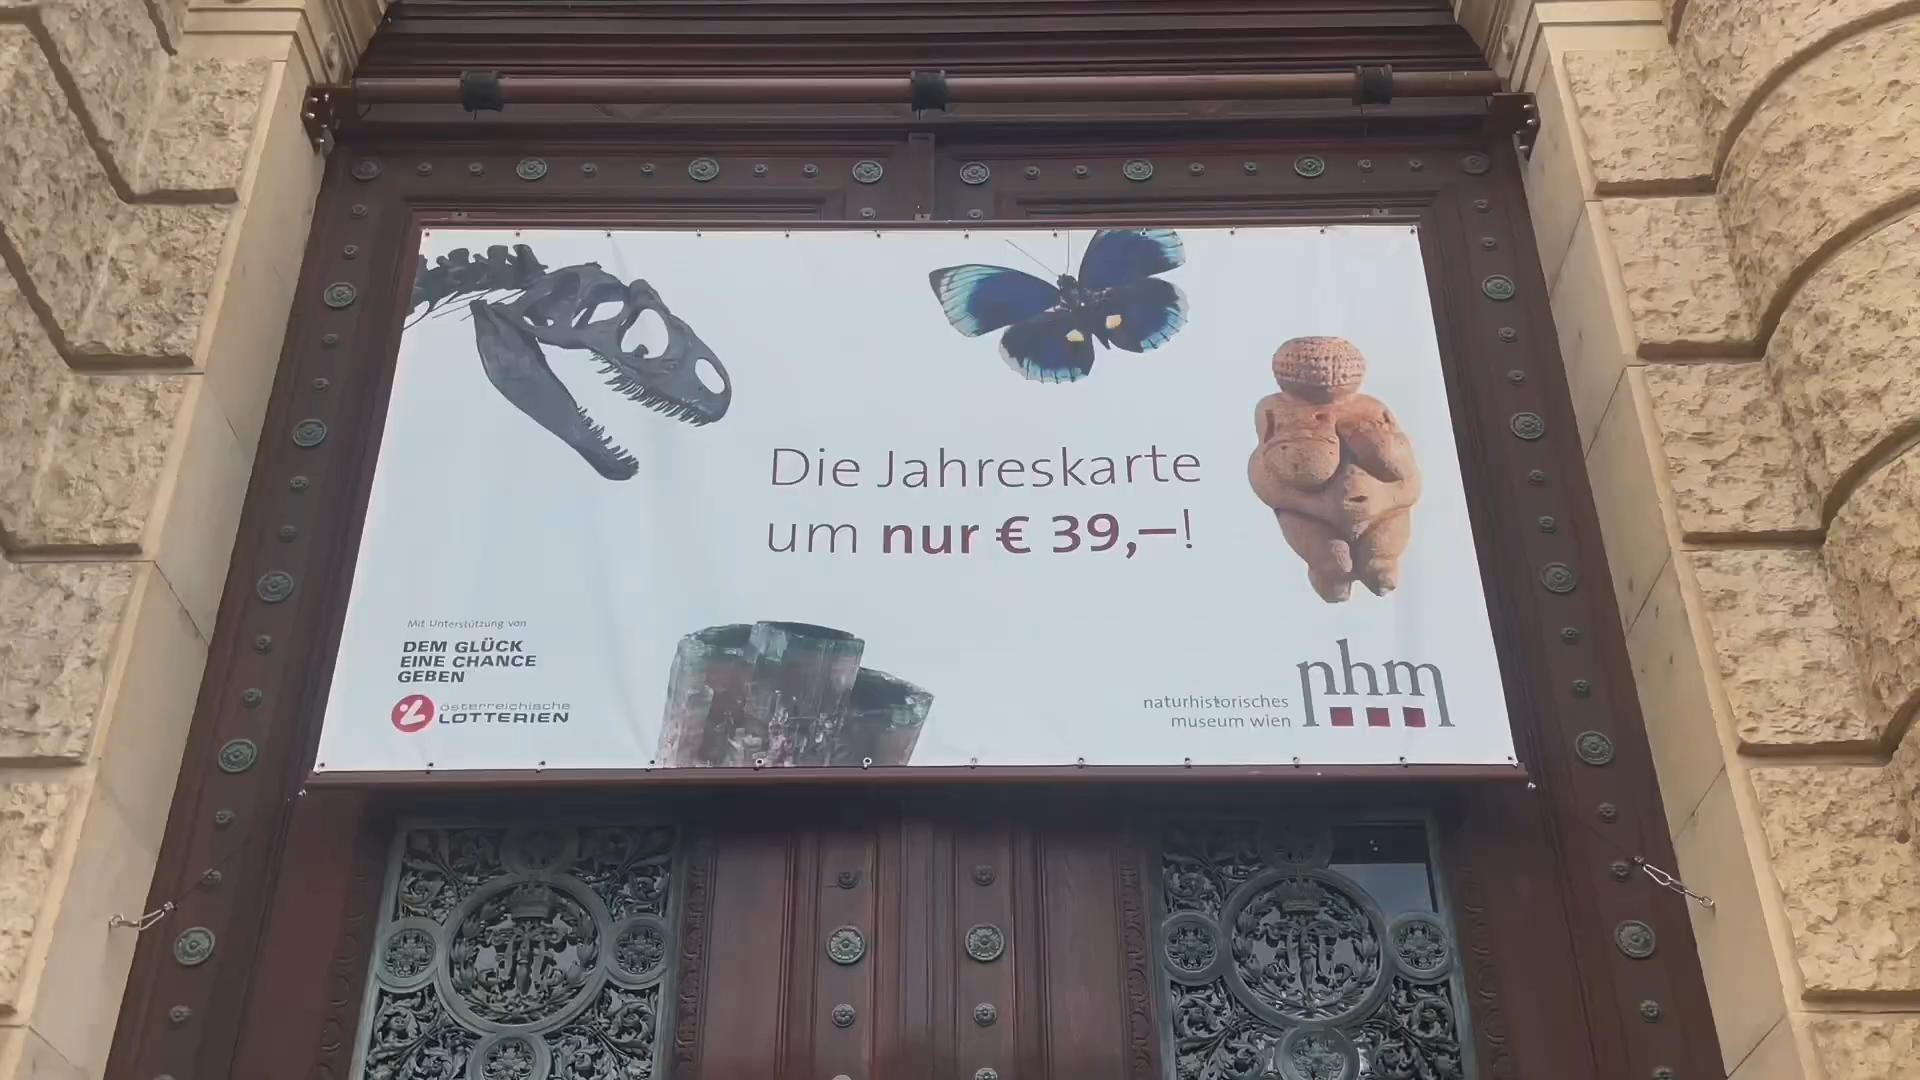 Die Jahreskarte
um nur € 39,–!
Mit Unterstützung von
DEM GLÜCK
EINE CHANCE
GEBEN
österreichische
LOTTERIEN
naturhistorisches
museum wien
nhm